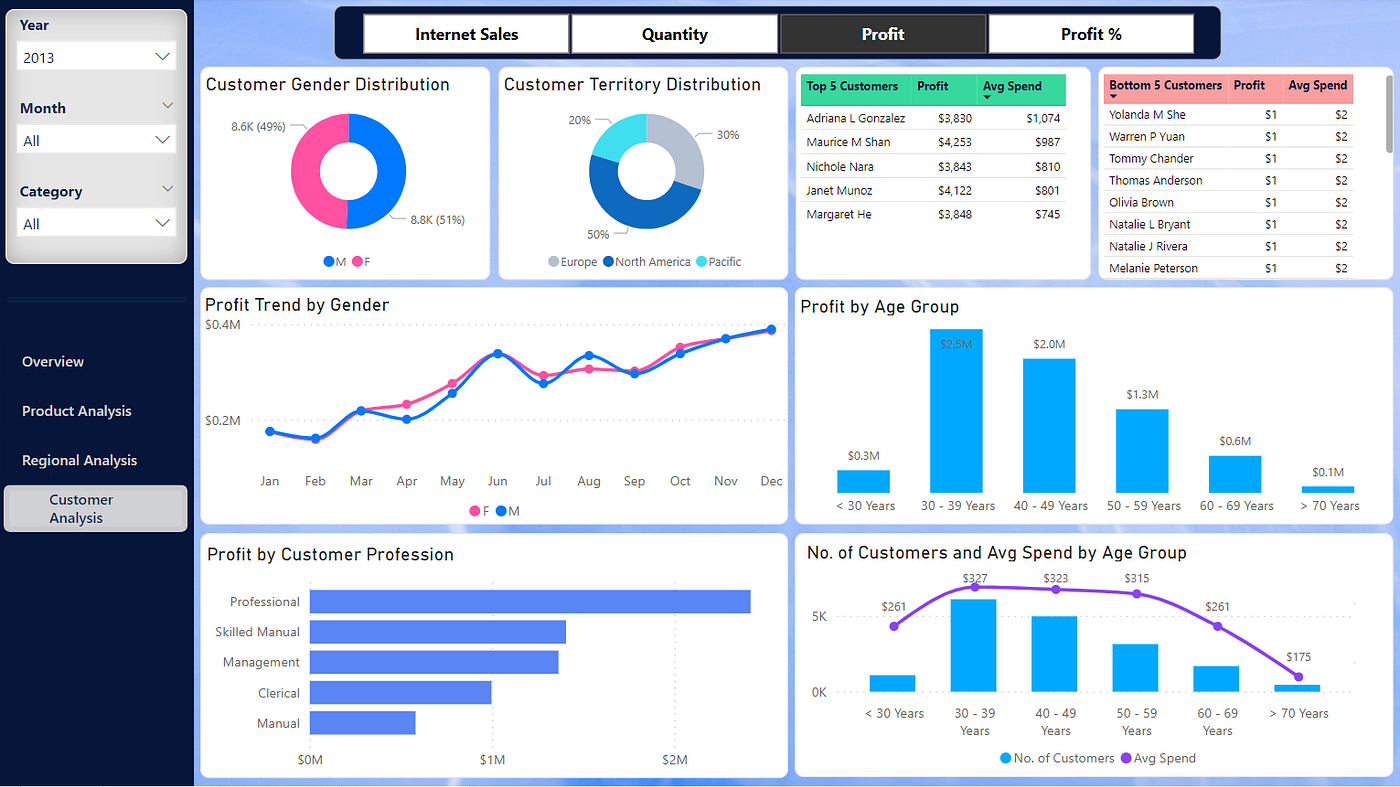 Year
2013
Month
All
Category
All
Overview
Product Analysis
Regional Analysis
Customer
Analysis
Internet Sales
Quantity
Profit
Profit %
Customer Gender Distribution
8.6K (49%)
8.8K (51%)
M F
Customer Territory Distribution
20%
30%
50%
Europe North America Pacific
Top 5 Customers Profit Avg Spend
Adriana L Gonzalez $3,830 $1,074
Maurice M Shan $4,253 $987
Nichole Nara $3,843 $810
Janet Munoz $4,122 $801
Margaret He $3,848 $745
Bottom 5 Customers Profit Avg Spend
Yolanda M She $1 $2
Warren P Yuan $1 $2
Tommy Chander $1 $2
Thomas Anderson $1 $2
Olivia Brown $1 $2
Natalie L Bryant $1 $2
Natalie J Rivera $1 $2
Melanie Peterson $1 $2
Profit Trend by Gender
$0.4M
$0.2M
Jan Feb Mar Apr May Jun Jul Aug Sep Oct Nov Dec
F M
Profit by Age Group
$0.3M
$2.5M
$2.0M
$1.3M
$0.6M
$0.1M
< 30 Years 30 - 39 Years 40 - 49 Years 50 - 59 Years 60 - 69 Years > 70 Years
Profit by Customer Profession
Professional
Skilled Manual
Management
Clerical
Manual
$0M $1M $2M
No. of Customers and Avg Spend by Age Group
$261 $327 $323 $315 $261 $175
5K
0K
< 30 Years 30 - 39 40 - 49 50 - 59 60 - 69 > 70 Years
Years Years Years Years
No. of Customers Avg Spend